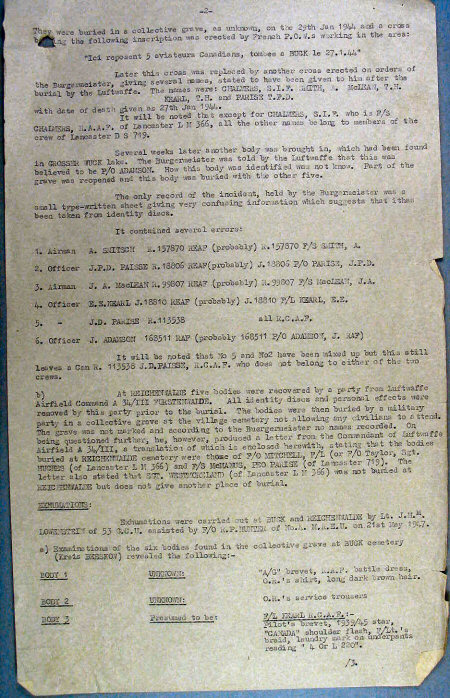 -2-
They were buried in a collective grave, as unknown, on the 29th Jan 1944 and a cross
bearing the following inscription was erected by French P.O.W.s working in the area:
"Ici reposent 5 aviateurs Canadians, tombes a BUCK le 27.1.44"
Later this cross was replaced by another cross erected on orders of
the Burgermeister, giving several names, stated to have been given to him after the
burial by the Luftwaffe. The names were: CHALMERS, S.I.F. SMITH, A. McLEAN, T.H.
KEARL, T.H. and PARISE T.F.D.
with date of death given as 27th Jan 1944.
It will be noted that except for CHALMERS, S.I.F. who is F/S
CHALMERS, R.A.A.F. of Lancaster L M 366, all the other names belong to members of the
crew of Lancaster D S 719.
Several weeks later another body was brought in, which had been found
in GROSSER WUCK lake. The Burgermeister was told by the Luftwaffe that this was
believed to be P/O ADAMSON. How this body was identified was not know. Part of the
grave was reopened and this body was buried with the other five.
The only record of the incident, held by the Burgermeister was a
small type-written sheet giving very confusing information which suggests that it has
been taken from identity discs.
It contained several errors:
1. Airman A. SMITSCH R.157870 REAF (probably) R.157870 F/S SMITH, A.
2. Officer J.P.D. PAISSE R.18806 REAF(probably) J.18806 F/O PARISE, J.P.D.
3. Airman J. A. MacLEAN R.99807 REAF (probably) R.99807 F/S MacLEAN, J.A.
4. Officer E.E.KEARL J.18810 REAF (probably) J.18810 F/L KEARL, E.E.
5. - J.D. PARISE R.113538 all R.C.A.F.
6. Officer J. ADAMSON 168511 RAF (probably 168511 P/O ADAMSON, J. RAF)
It will be noted that No 5 and No2 have been mixed up but this still
leaves a Can R. 113538 J.D.PAISSE, R.C.A.F. who does not belong to either of the two
crews.
b) At REICHENWALDE five bodies were recovered by a party from Luftwaffe
Airfield Command A 34/III FURSTENWALDE. All identity discs and personal effects were
removed by this party prior to the burial. The bodies were then buried by a military
party in a collective grave at the village cemetery not allowing any civilians to attend.
The grave was not marked and according to the Burgermeister no names recorded. On
being questioned further, he, however, produced a letter from the Commandant of Luftwaffe
Airfield A 34/III, a translation of which is enclosed herewith, stating that the bodies
buried at REICHENWALDE cemetery were those of F/O MITCHELL, F/L (or F/O Taylor, Sgt.
HUGHES (of Lancaster L M 366) and F/S McMANUS, PEO PARISE (of Lancaster 719). The
letter also stated that SGT. (of Lancaster L M 366) was not buried at
REICHENWALDE but does not give another place of burial.
EXHUMATIONS:
Exhumations were carried out at BUCK and REICHENWALDE by Lt. J.H.M.
LOWENSTEIN of 53 G.C.U. assisted by F/O R.P.HUNTER of No.4. M.R.E.U. on 21st May 1947.
a) Exmainations of the six bodies found in the collective grave at BUCK cemetery
(Kreis BEESKOW) revealed the following:-
BODY 1 UNKNOWN: "A/G" brevet, R.A.F. battle dress,
O.R.'s shirt, long dark brown hair.
BODY 2 UNKNOWN: O.R.'s service trousers
BODY 3 Presumed to be: F/L KEARL R.C.A.F.:-
Pilot's brevet, 1939/45 star,
"CANADA" shoulder flash, F/Lt.'s
braid, laundry mark on underpants
reading " 4 Or L 220".
/3.